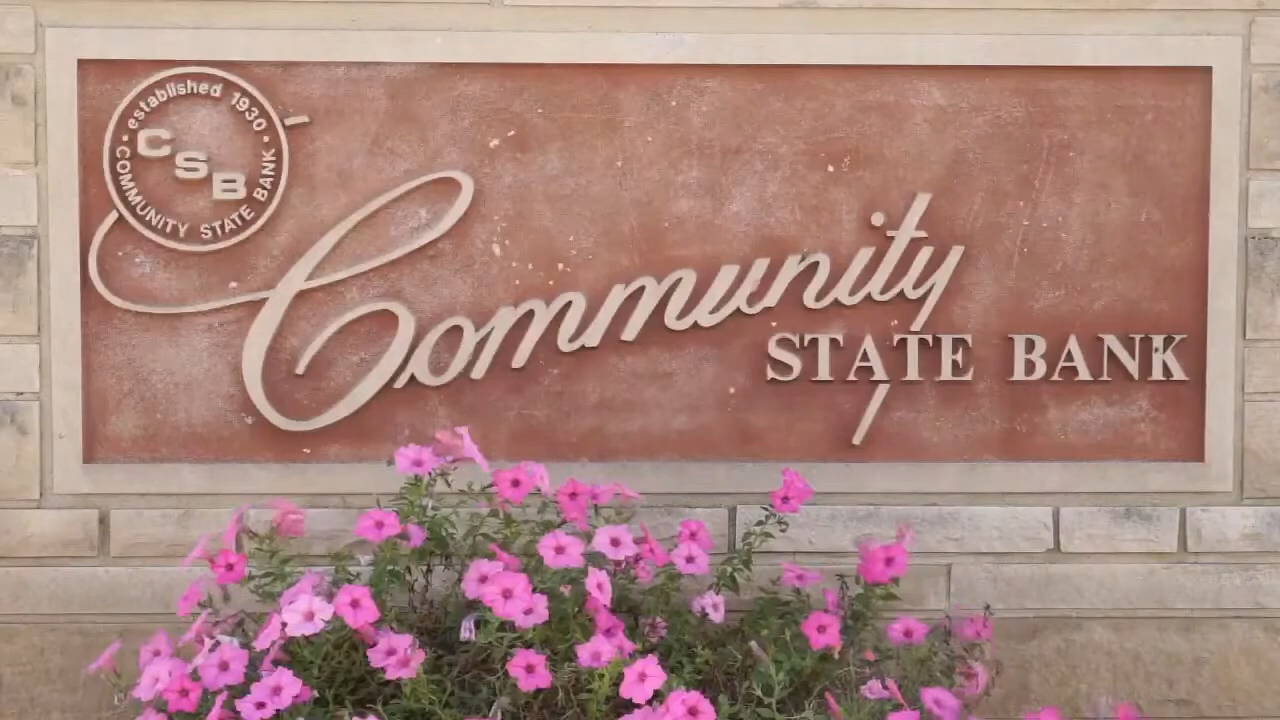 established 1930
CSB
COMMUNITY STATE BANK
Community
STATE BANK